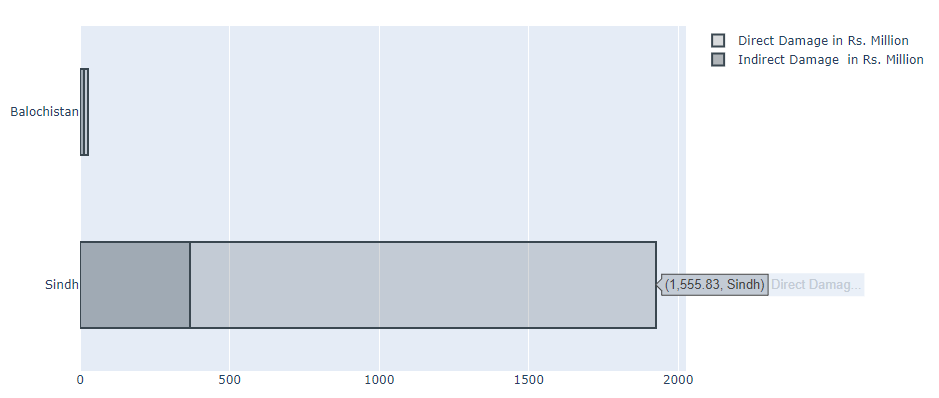 Direct Damage in Rs. Million
Indirect Damage  in Rs. Million
Balochistan
Sindh
(1,555.83, Sindh) Direct Damag...
0 500 1000 1500 2000